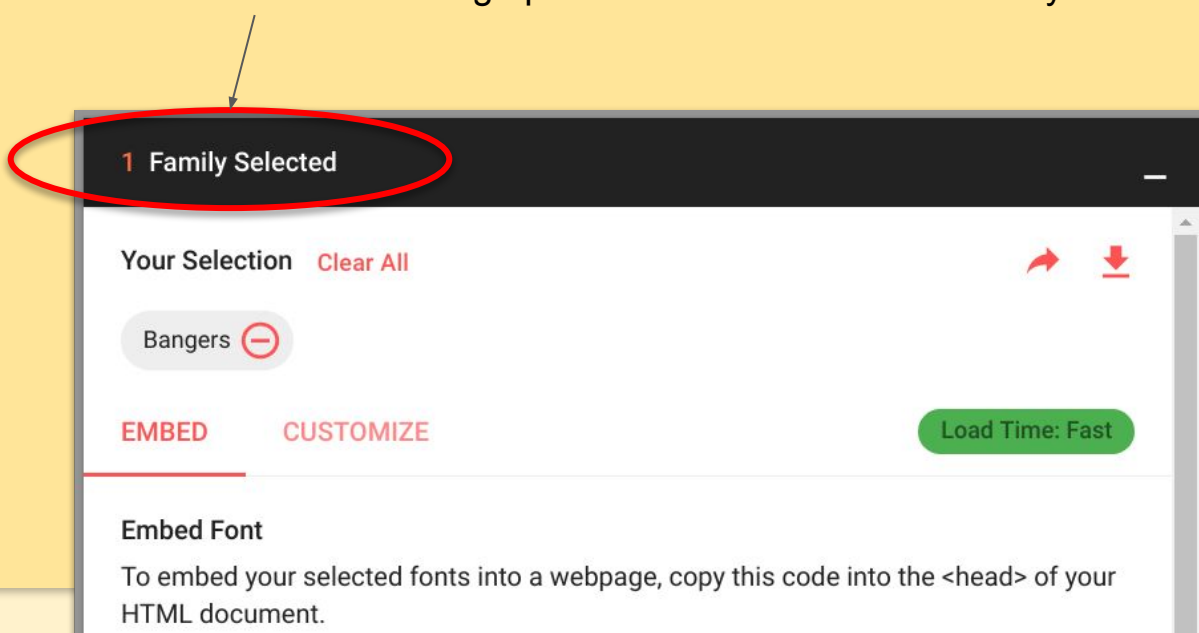 1 Family Selected
Your Selection Clear All
Bangers
EMBED CUSTOMIZE Load Time: Fast
Embed Font
To embed your selected fonts into a webpage, copy this code into the <head> of your
HTML document.